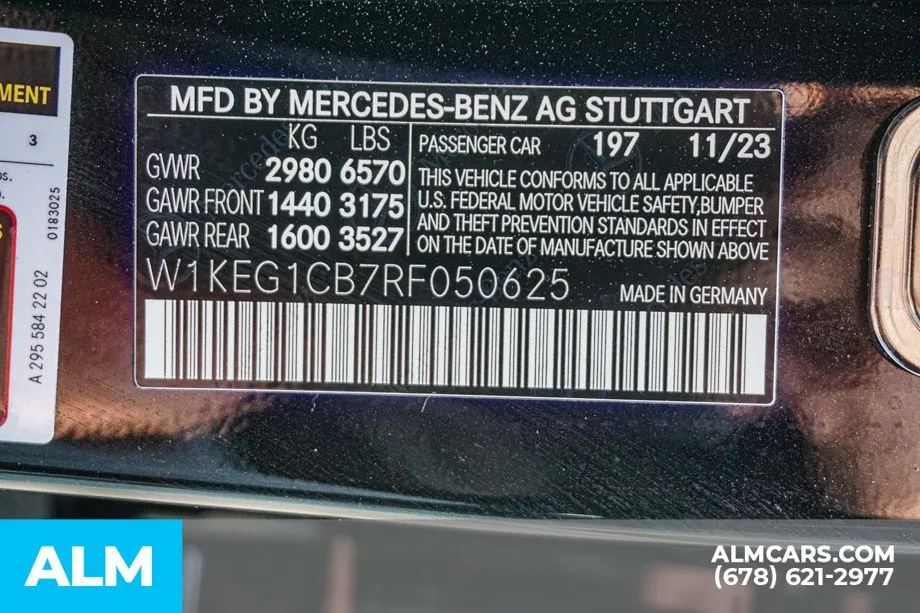 MENT
3
0183025
A 295 584 22 02
MFD BY MERCEDES-BENZ AG STUTTGART
KG LBS
GVWR 2980 6570
GAWR FRONT 1440 3175
GAWR REAR 1600 3527
PASSENGER CAR 197 11/23
THIS VEHICLE CONFORMS TO ALL APPLICABLE
U.S. FEDERAL MOTOR VEHICLE SAFETY,BUMPER
AND THEFT PREVENTION STANDARDS IN EFFECT
ON THE DATE OF MANUFACTURE SHOWN ABOVE
W1KEG1CB7RF050625
MADE IN GERMANY
ALM
ALMCARS.COM
(678) 621-2977